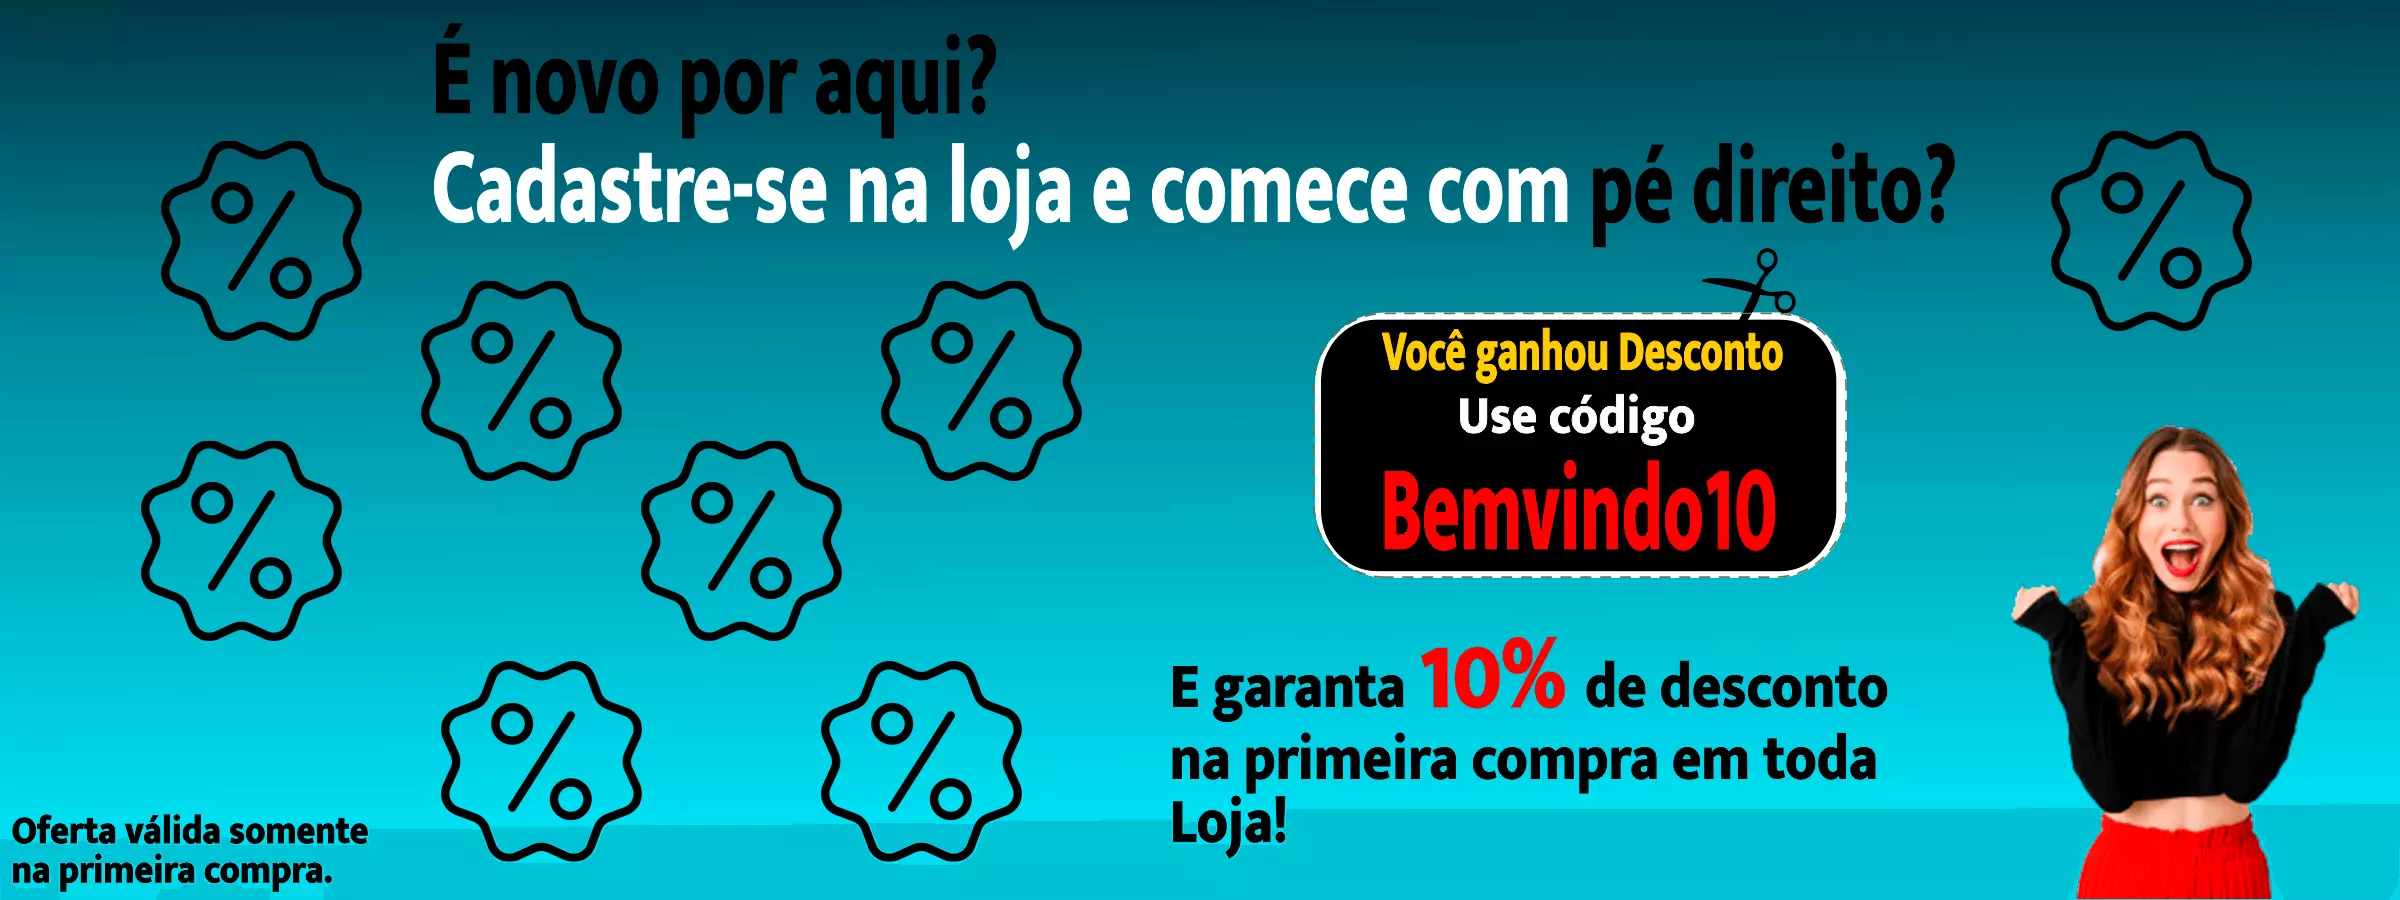 É novo por aqui?
Cadastre-se na loja e comece com pé direito?
Você ganhou Desconto
Use código
Bemvindo10
E garanta 10% de desconto
na primeira compra em toda
Loja!
Oferta válida somente
na primeira compra.